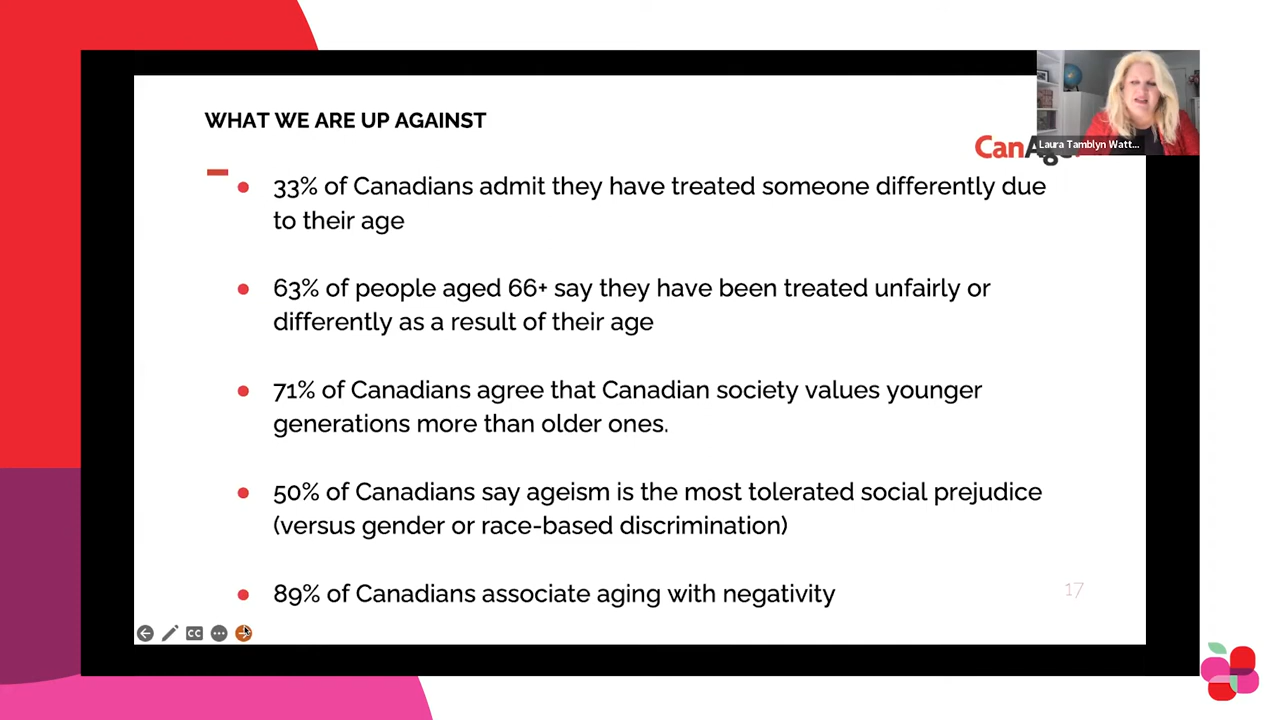 WHAT WE ARE UP AGAINST
Laura Tamblyn Watt...
33% of Canadians admit they have treated someone differently due
to their age
63% of people aged 66+ say they have been treated unfairly or
differently as a result of their age
71% of Canadians agree that Canadian society values younger
generations more than older ones.
50% of Canadians say ageism is the most tolerated social prejudice
(versus gender or race-based discrimination)
89% of Canadians associate aging with negativity
17
CC